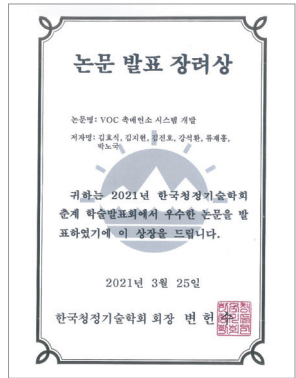 논문 발표 장려상
논문명: VOC 촉매연소 시스템 개발
저자명: 김효식, 김지현, 김진호, 강석환, 류재홍,
박노국
귀하는 2021년 한국청정기술학회
춘계 학술발표회에서 우수한 논문을 발
표하였기에 이 상장을 드립니다.
2021년 3월 25일
한국청정기술학회 회장 변헌수